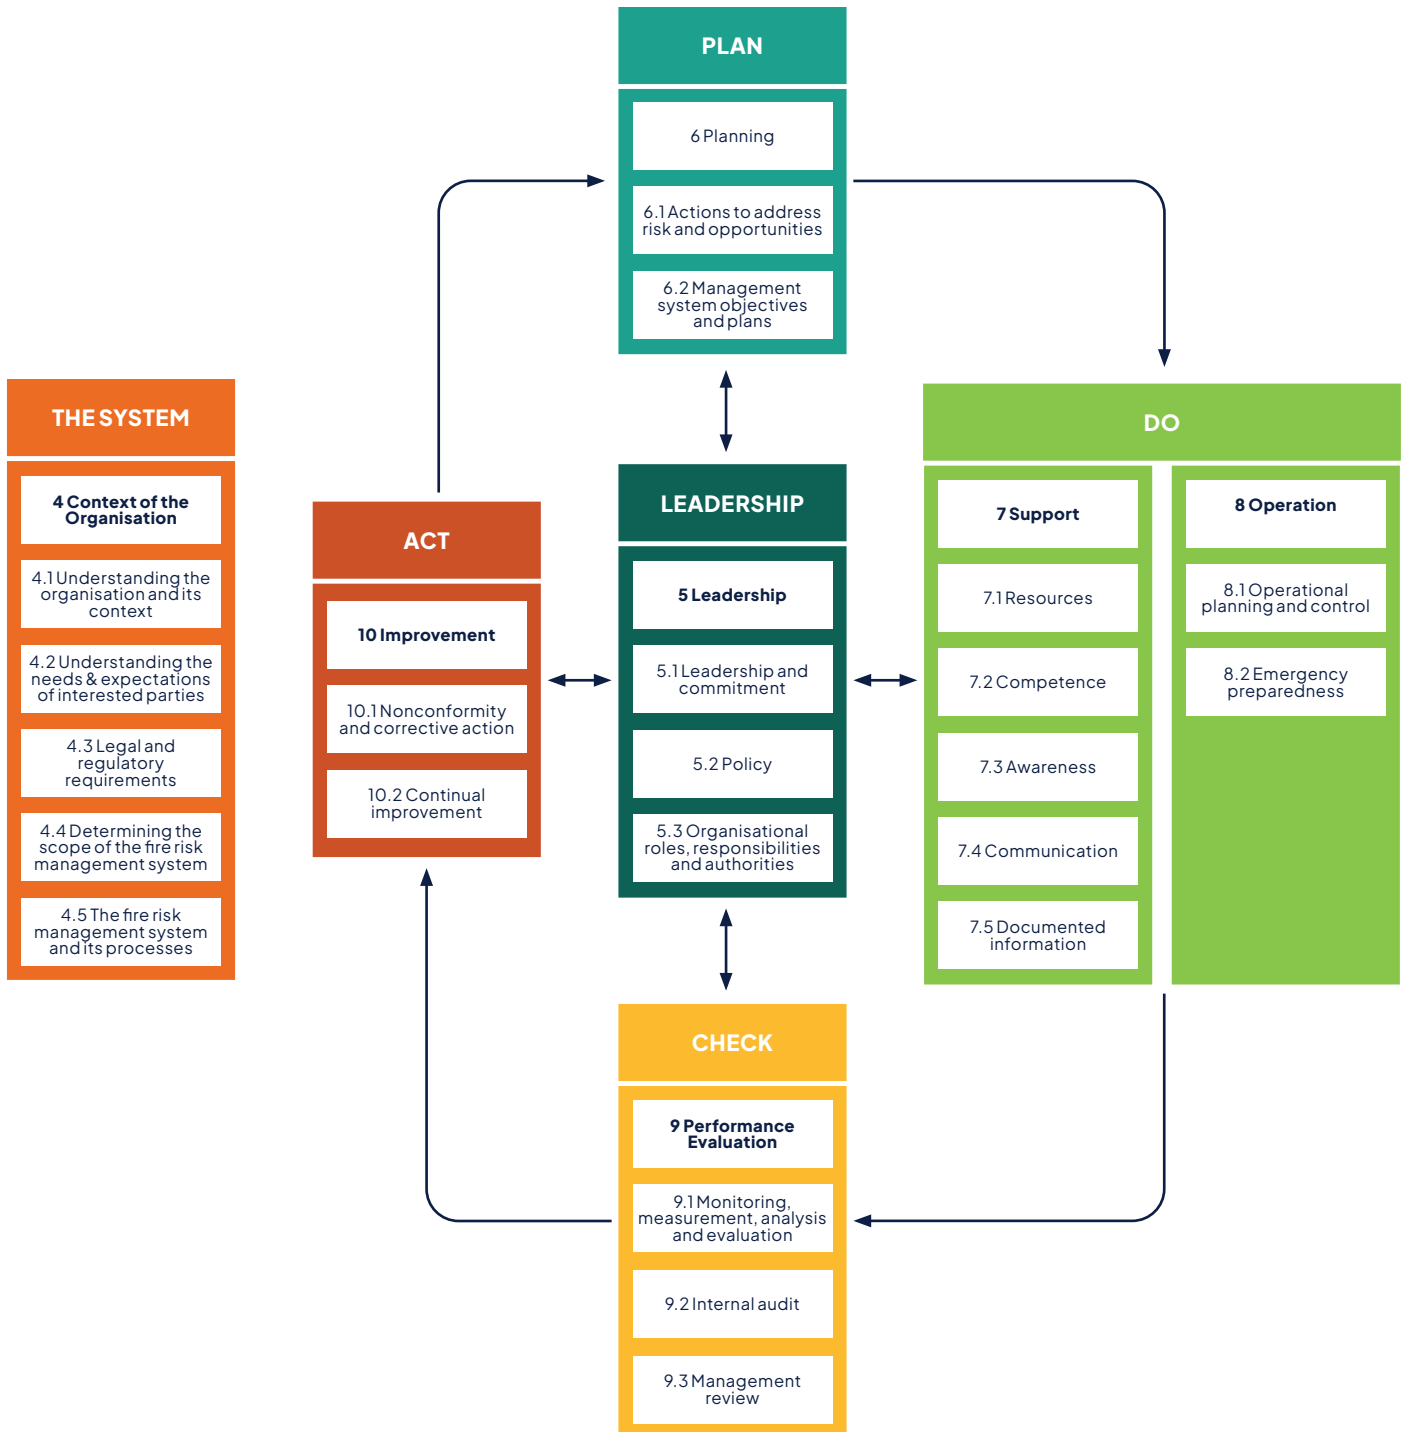 PLAN
6 Planning
6.1 Actions to address
risk and opportunities
6.2 Management
system objectives
and plans
THE SYSTEM
4 Context of the
Organisation
4.1 Understanding the
organisation and its
context
4.2 Understanding the
needs & expectations
of interested parties
4.3 Legal and
regulatory
requirements
4.4 Determining the
scope of the fire risk
management system
4.5 The fire risk
management system
and its processes
ACT
10 Improvement
10.1 Nonconformity
and corrective action
10.2 Continual
improvement
LEADERSHIP
5 Leadership
5.1 Leadership and
commitment
5.2 Policy
5.3 Organisational
roles, responsibilities
and authorities
DO
7 Support
7.1 Resources
7.2 Competence
7.3 Awareness
7.4 Communication
7.5 Documented
information
8 Operation
8.1 Operational
planning and control
8.2 Emergency
preparedness
CHECK
9 Performance
Evaluation
9.1 Monitoring,
measurement, analysis
and evaluation
9.2 Internal audit
9.3 Management
review